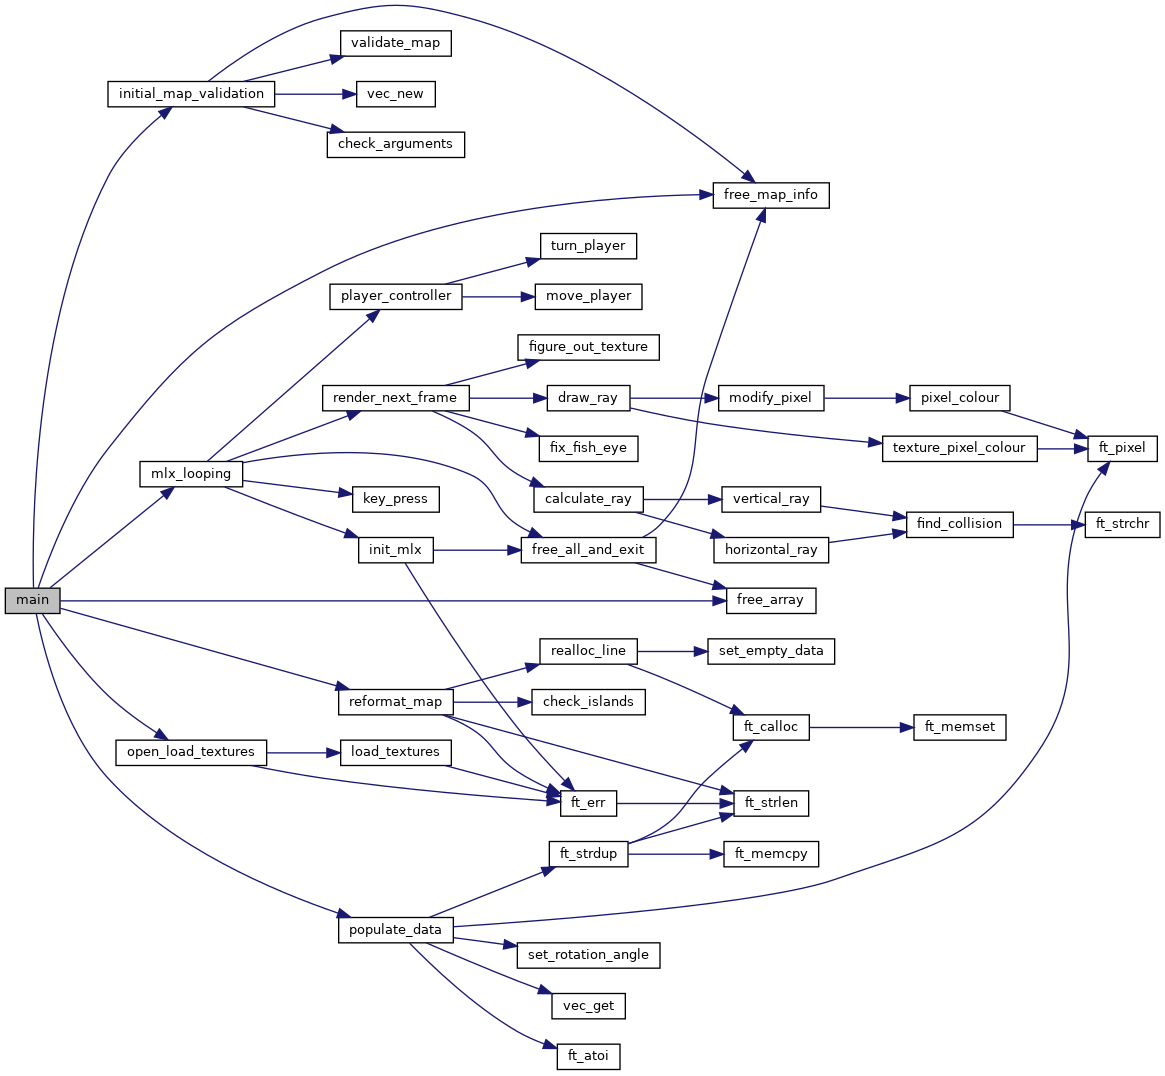 validate_map
initial_map_validation
vec_new
check_arguments
free_map_info
turn_player
player_controller
move_player
figure_out_texture
render_next_frame
draw_ray
modify_pixel
pixel_colour
fix_fish_eye
texture_pixel_colour
ft_pixel
mlx_looping
key_press
calculate_ray
vertical_ray
find_collision
ft_strchr
init_mlx
free_all_and_exit
horizontal_ray
main
free_array
realloc_line
set_empty_data
reformat_map
check_islands
ft_calloc
ft_memset
open_load_textures
load_textures
ft_err
ft_strlen
ft_strdup
ft_memcpy
populate_data
set_rotation_angle
vec_get
ft_atoi